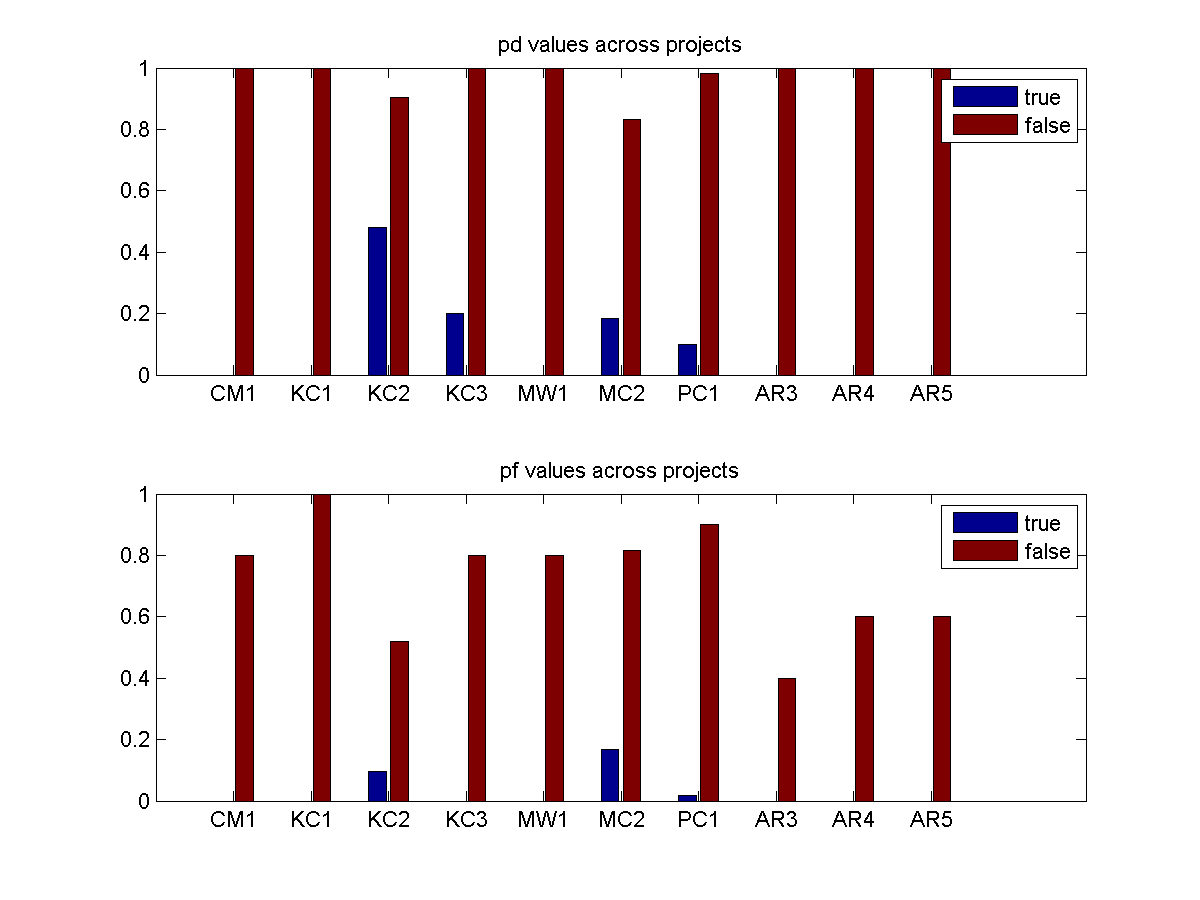 pd values across projects
1
0.8
0.6
0.4
0.2
0
true
false
CM1 KC1 KC2 KC3 MW1 MC2 PC1 AR3 AR4 AR5
pf values across projects
1
0.8
0.6
0.4
0.2
0
true
false
CM1 KC1 KC2 KC3 MW1 MC2 PC1 AR3 AR4 AR5